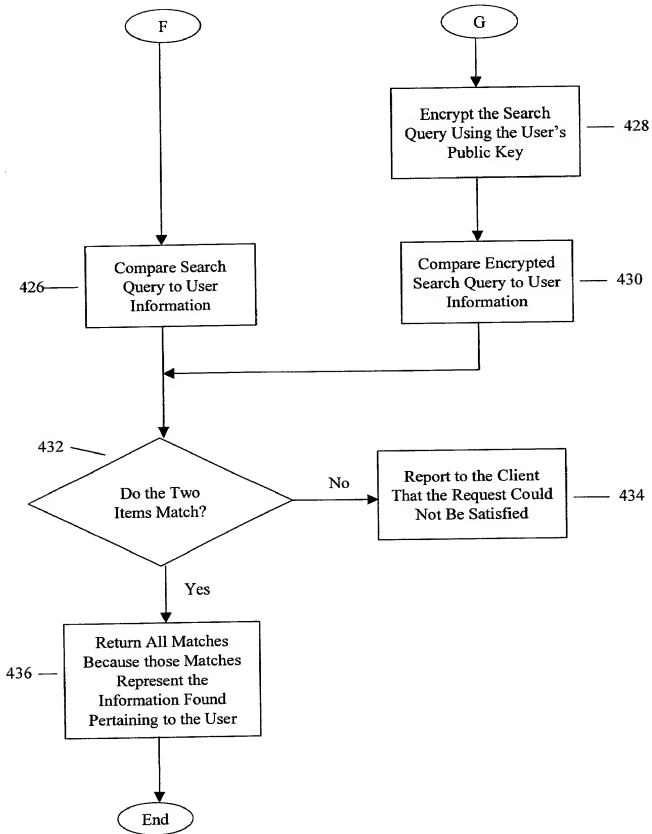 F
G
Encrypt the Search
Query Using the User's
Public Key
428
Compare Search
Query to User
Information
426
Compare Encrypted
Search Query to User
Information
430
432
Do the Two
Items Match?
No
Report to the Client
That the Request Could
Not Be Satisfied
434
Yes
Return All Matches
Because those Matches
Represent the
Information Found
Pertaining to the User
436
End